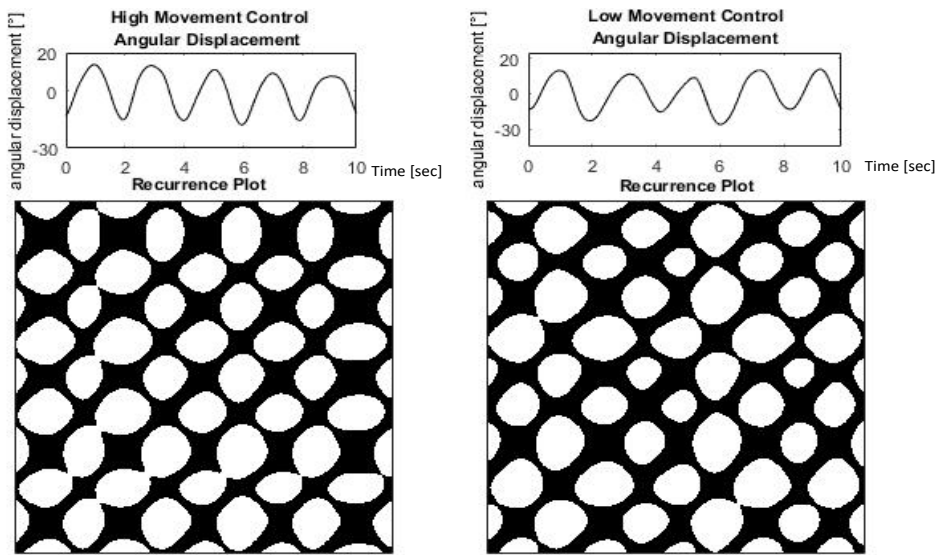 High Movement Control
Angular Displacement
angular displacement [°]
20
0
-30
0 2 4 6 8 10 Time [sec]
Recurrence Plot
Low Movement Control
Angular Displacement
angular displacement [°]
20
0
-30
0 2 4 6 8 10 Time [sec]
Recurrence Plot